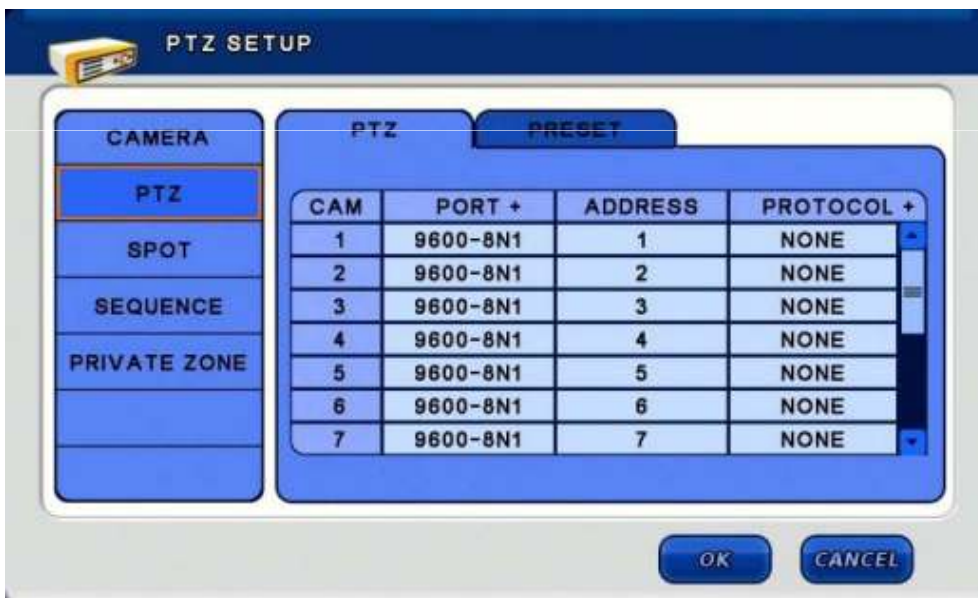 PTZ SETUP
CAMERA
PTZ
SPOT
SEQUENCE
PRIVATE ZONE
PTZ PRESET
CAM PORT + ADDRESS PROTOCOL +
1 9600-8N1 1 NONE
2 9600-8N1 2 NONE
3 9600-8N1 3 NONE
4 9600-8N1 4 NONE
5 9600-8N1 5 NONE
6 9600-8N1 6 NONE
7 9600-8N1 7 NONE
OK CANCEL